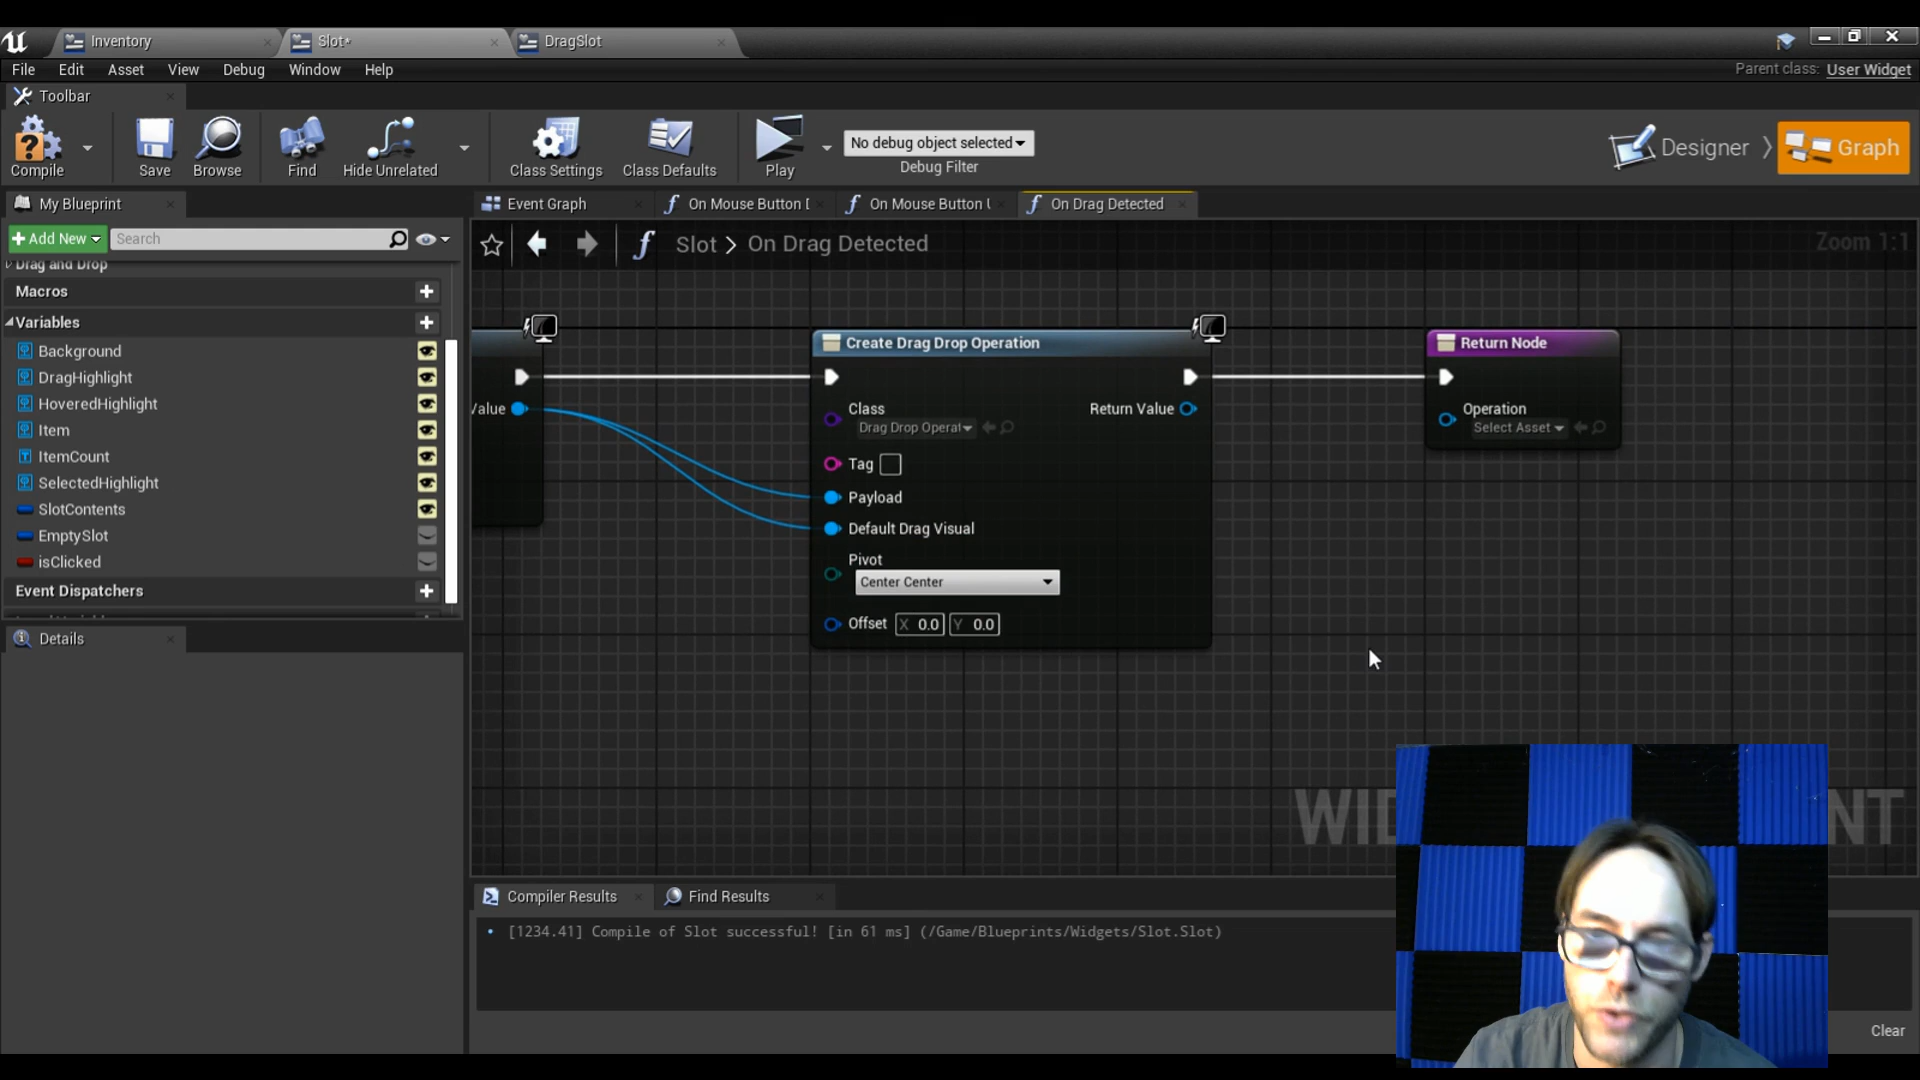 Inventory
Slot*
DragSlot
File
Edit
Asset
View
Debug
Window
Help
Parent class:
User Widget
Toolbar
Compile
Save
Browse
Find
Hide Unrelated
Class Settings
Class Defaults
Play
No debug object selected
Debug Filter
Designer
Graph
My Blueprint
Event Graph
On Mouse Button D
On Mouse Button U
On Drag Detected
Add New
Search
Slot > On Drag Detected
Zoom 1:1
Drag and Drop
Macros
Variables
Background
DragHighlight
HoveredHighlight
Item
ItemCount
SelectedHighlight
SlotContents
EmptySlot
isClicked
Event Dispatchers
Details
Value
Create Drag Drop Operation
Class
Drag Drop Operat
Return Value
Tag
Payload
Default Drag Visual
Pivot
Center Center
Offset
X 0.0
Y 0.0
Return Node
Operation
Select Asset
Compiler Results
Find Results
[1234.41] Compile of Slot successful! [in 61 ms] (/Game/Blueprints/Widgets/Slot.Slot)
Clear